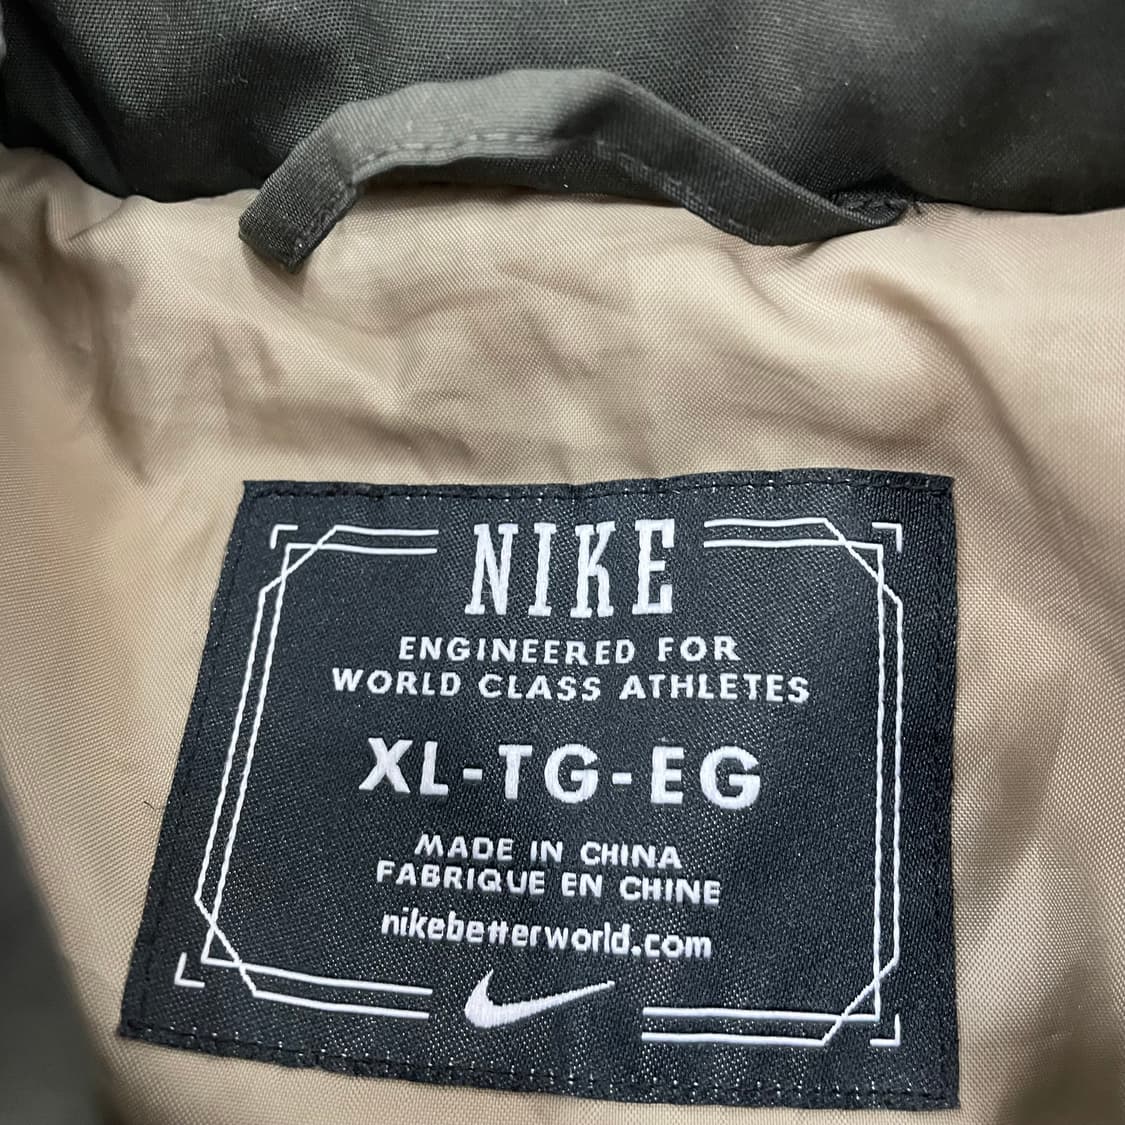 NIKE
ENGINEERED FOR
WORLD CLASS ATHLETES
XL-TG-EG
MADE IN CHINA
FABRIQUE EN CHINE
nikebetterworld.com